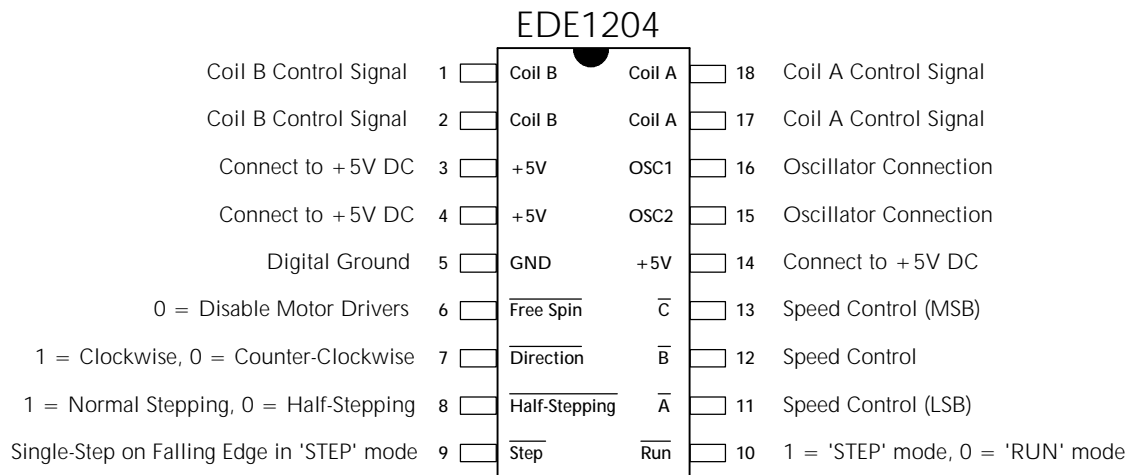 EDE1204
Coil B Control Signal 1 Coil B Coil A 18 Coil A Control Signal
Coil B Control Signal 2 Coil B Coil A 17 Coil A Control Signal
Connect to +5V DC 3 +5V OSC1 16 Oscillator Connection
Connect to +5V DC 4 +5V OSC2 15 Oscillator Connection
Digital Ground 5 GND +5V 14 Connect to +5V DC
0 = Disable Motor Drivers 6 Free Spin C 13 Speed Control (MSB)
1 = Clockwise, 0 = Counter-Clockwise 7 Direction B 12 Speed Control
1 = Normal Stepping, 0 = Half-Stepping 8 Half-Stepping A 11 Speed Control (LSB)
Single-Step on Falling Edge in 'STEP' mode 9 Step Run 10 1 = 'STEP' mode, 0 = 'RUN' mode